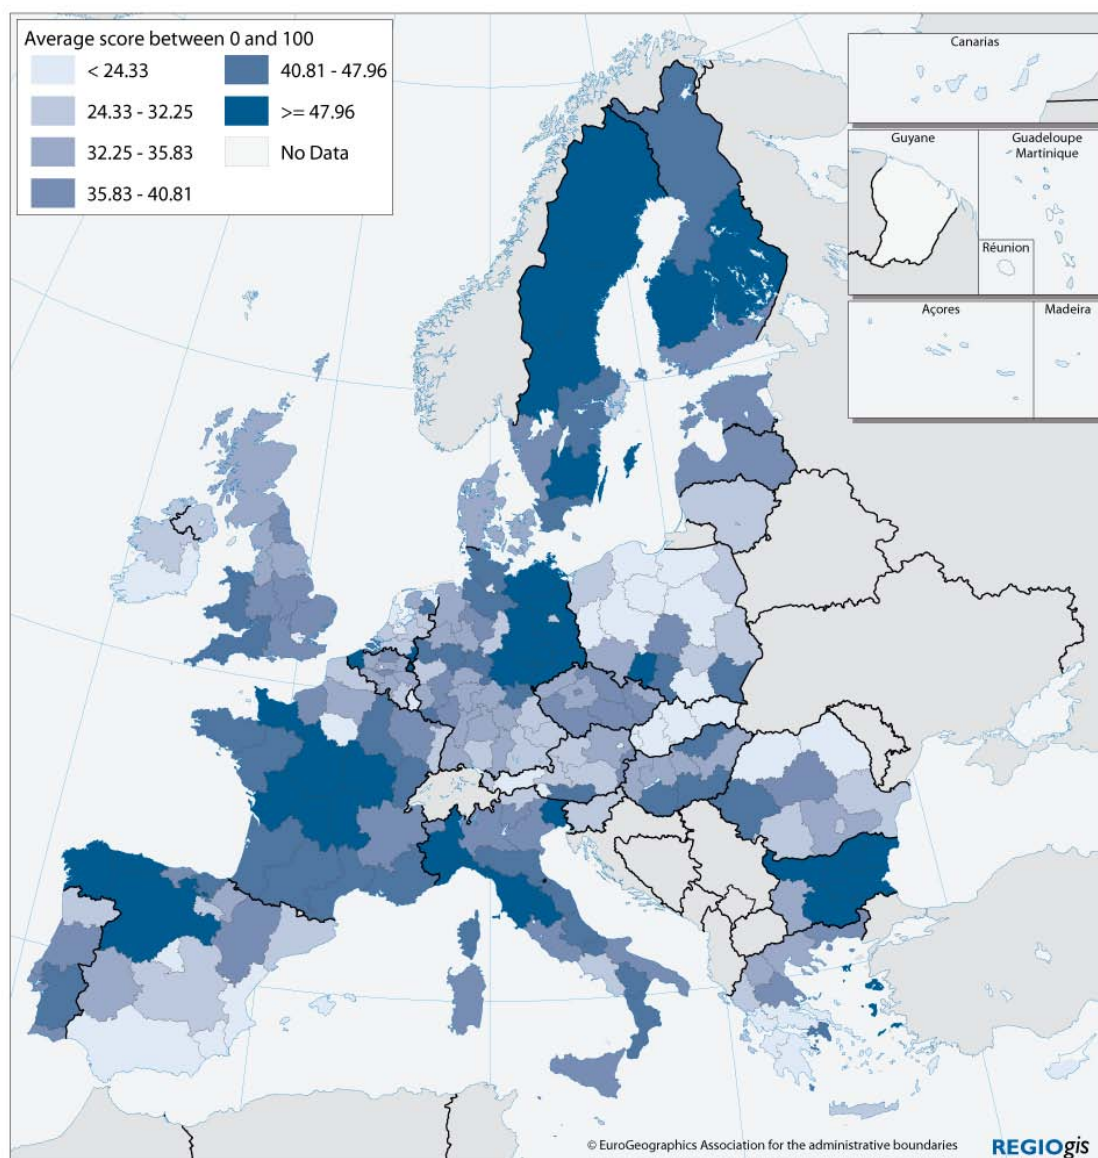 Average score between 0 and 100
< 24.33
24.33 - 32.25
32.25 - 35.83
35.83 - 40.81
40.81 - 47.96
>= 47.96
No Data
Canarias
Guyane
Guadeloupe
Martinique
Réunion
Açores
Madeira
© EuroGeographics Association for the administrative boundaries
REGIOgis